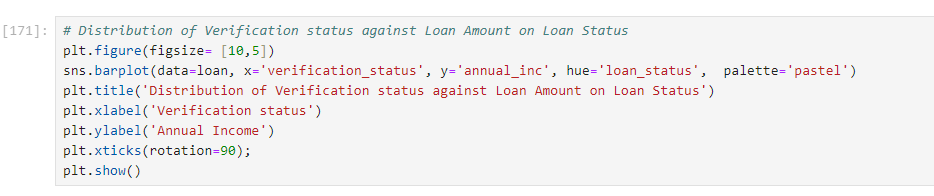 [171]: # Distribution of Verification status against Loan Amount on Loan Status
plt.figure(figsize= [10,5])
sns.barplot(data=loan, x='verification_status', y='annual_inc', hue='loan_status',  palette='pastel')
plt.title('Distribution of Verification status against Loan Amount on Loan Status')
plt.xlabel('Verification status')
plt.ylabel('Annual Income')
plt.xticks(rotation=90);
plt.show()